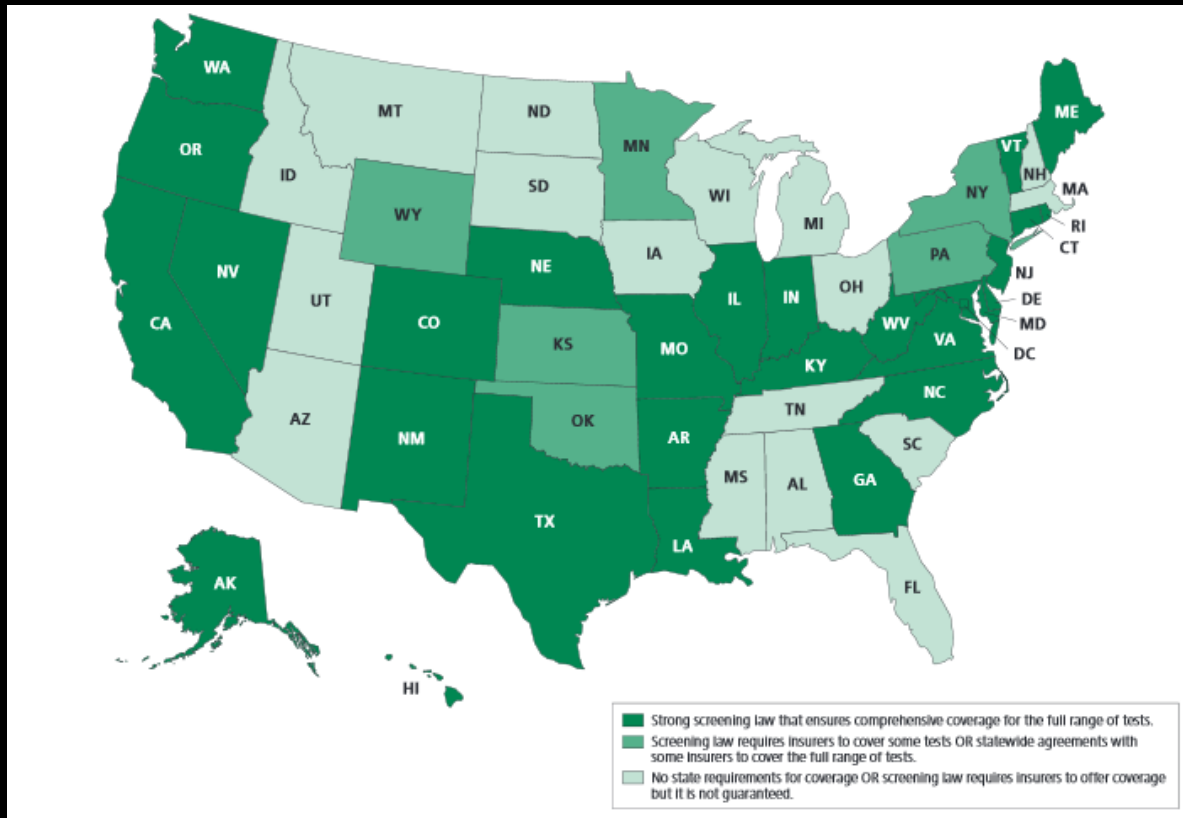 WA
MT
ND
MN
ME
OR
ID
SD
WI
MI
VT
NH
NY
MA
RI
CT
WY
IA
PA
NV
UT
NE
IL
IN
OH
NJ
DE
MD
DC
CA
CO
KS
MO
WV
VA
KY
NC
AZ
NM
OK
AR
TN
SC
MS
AL
GA
TX
LA
FL
AK
HI
Strong screening law that ensures comprehensive coverage for the full range of tests.
Screening law requires insurers to cover some tests OR statewide agreements with
some insurers to cover the full range of tests.
No state requirements for coverage OR screening law requires insurers to offer coverage
but it is not guaranteed.